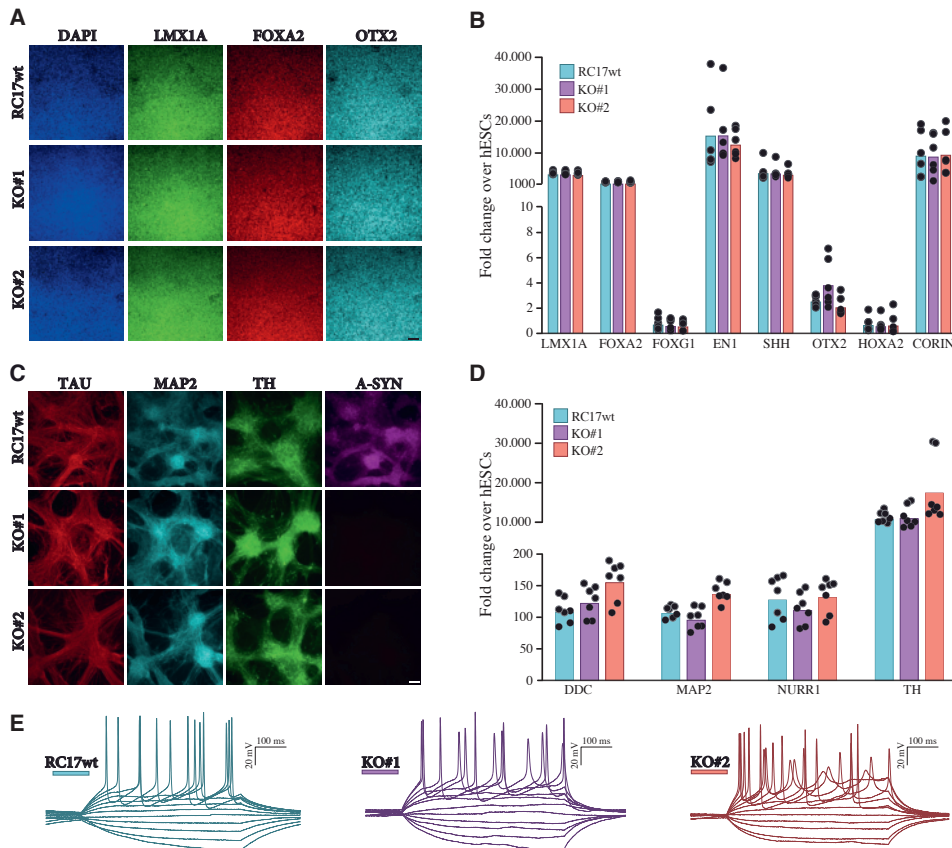 A
DAPI LMX1A FOXA2 OTX2
RC17wt
KO#1
KO#2
B
Fold change over hESCs
40.000
30.000
20.000
10.000
1000
10
8
6
4
2
0
RC17wt
KO#1
KO#2
LMX1A FOXA2 FOXG1 EN1 SHH OTX2 HOXA2 CORIN
C
TAU MAP2 TH A-SYN
RC17wt
KO#1
KO#2
D
Fold change over hESCs
40.000
30.000
20.000
10.000
200
150
100
50
0
RC17wt
KO#1
KO#2
DDC MAP2 NURR1 TH
E
RC17wt
20 mV
100 ms
KO#1
20 mV
100 ms
KO#2
20 mV
100 ms